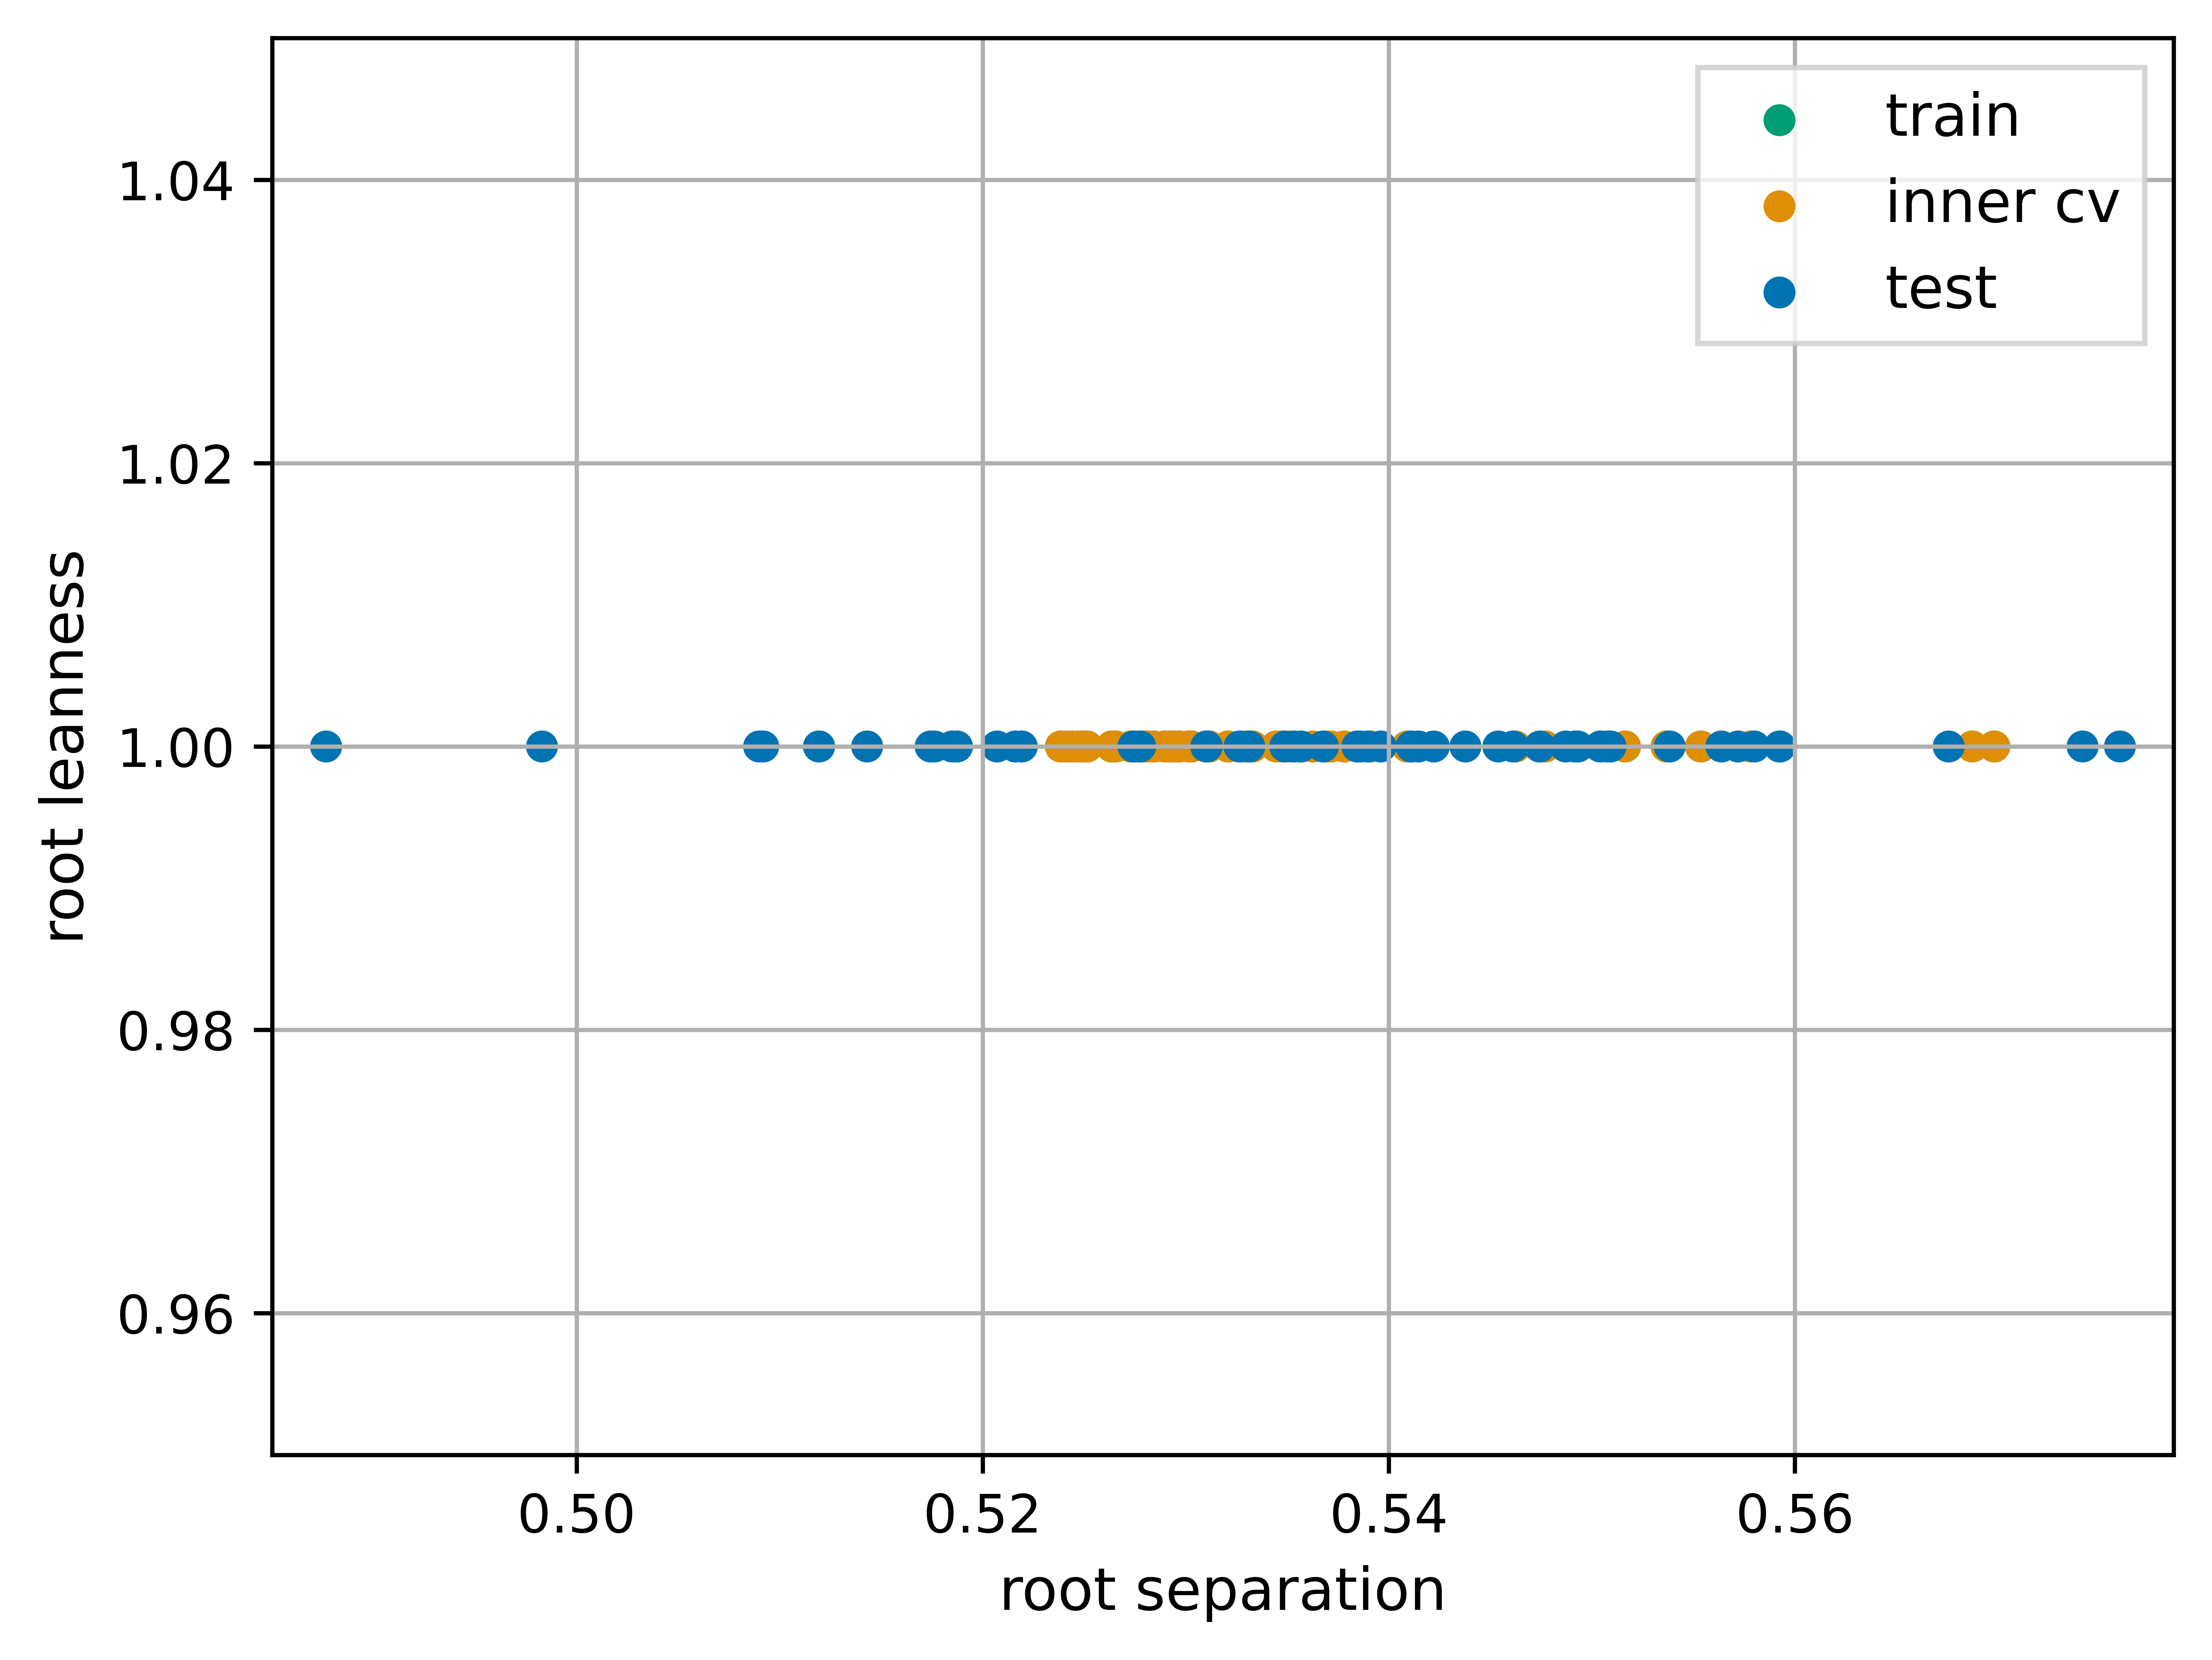 train
inner cv
test
1.04
1.02
1.00
0.98
0.96
root leanness
0.50 0.52 0.54 0.56
root separation